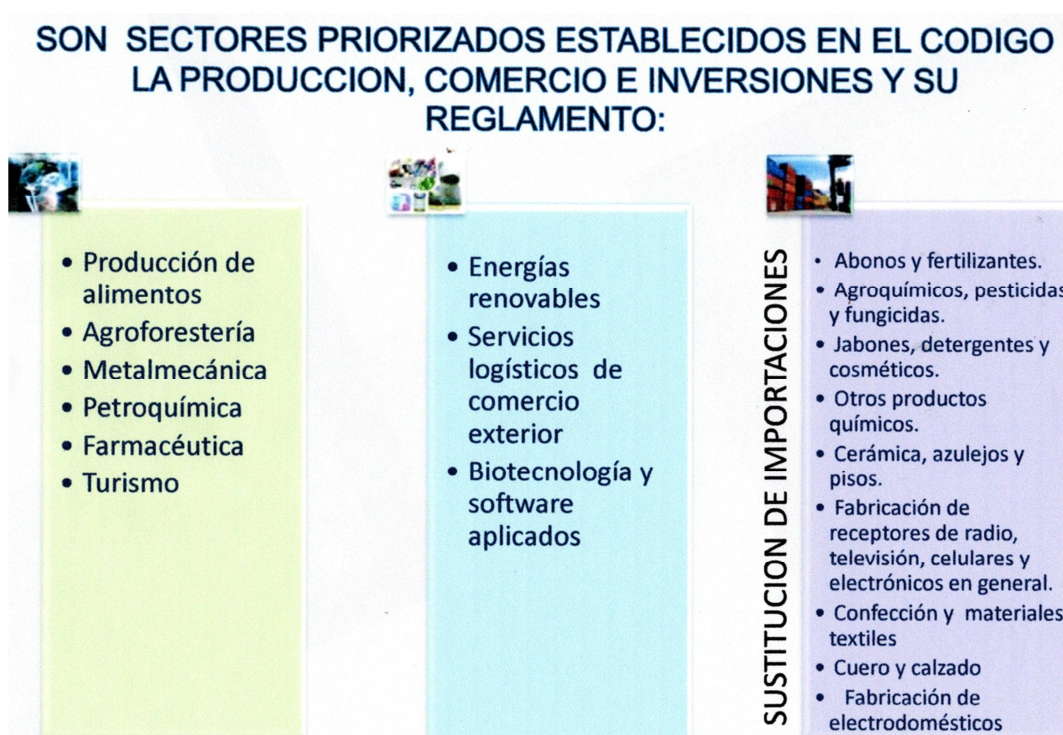 SON SECTORES PRIORIZADOS ESTABLECIDOS EN EL CODIGO
LA PRODUCCION, COMERCIO E INVERSIONES Y SU
REGLAMENTO:
• Producción de
alimentos
• Agroforestería
• Metalmecánica
• Petroquímica
• Farmacéutica
• Turismo
• Energías
renovables
• Servicios
logísticos de
comercio
exterior
• Biotecnología y
software
aplicados
SUSTITUCION DE IMPORTACIONES
• Abonos y fertilizantes.
• Agroquímicos, pesticidas
y fungicidas.
• Jabones, detergentes y
cosméticos.
• Otros productos
químicos.
• Cerámica, azulejos y
pisos.
• Fabricación de
receptores de radio,
televisión, celulares y
electrónicos en general.
• Confección y materiales
textiles
• Cuero y calzado
• Fabricación de
electrodomésticos